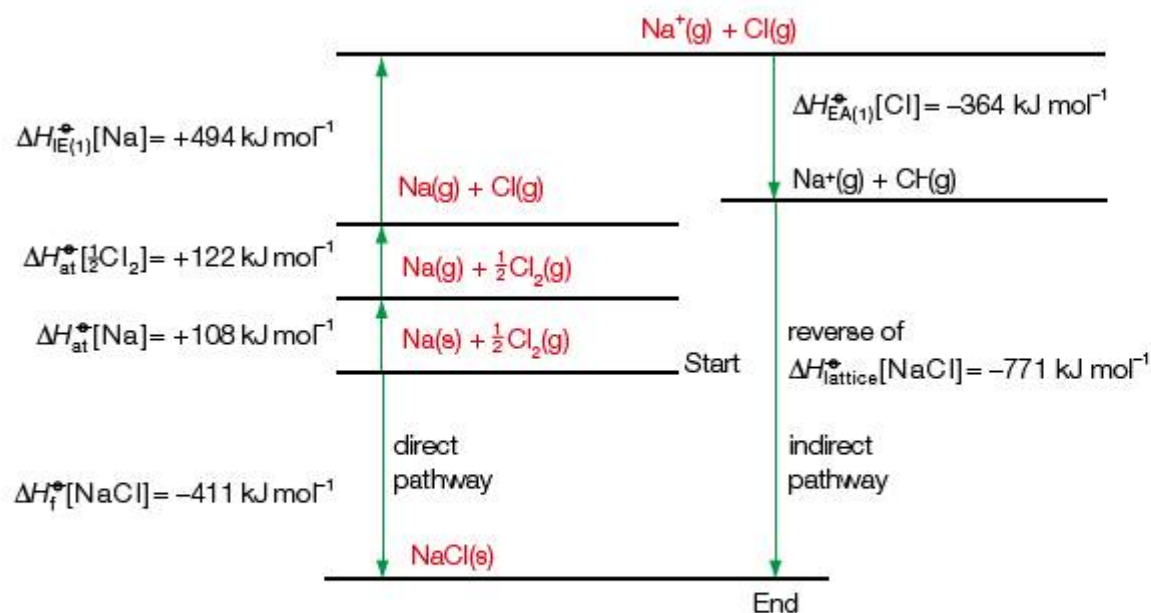 Na⁺(g) + Cl(g)
ΔH⦵IE(1)[Na] = +494 kJ mol⁻¹
ΔH⦵EA(1)[Cl] = –364 kJ mol⁻¹
Na(g) + Cl(g)
Na⁺(g) + Cl⁻(g)
ΔH⦵at[½Cl₂] = +122 kJ mol⁻¹
Na(g) + ½Cl₂(g)
ΔH⦵at[Na] = +108 kJ mol⁻¹
Na(s) + ½Cl₂(g)
Start
reverse of
ΔH⦵lattice[NaCl] = –771 kJ mol⁻¹
direct
pathway
indirect
pathway
ΔH⦵f[NaCl] = –411 kJ mol⁻¹
NaCl(s)
End